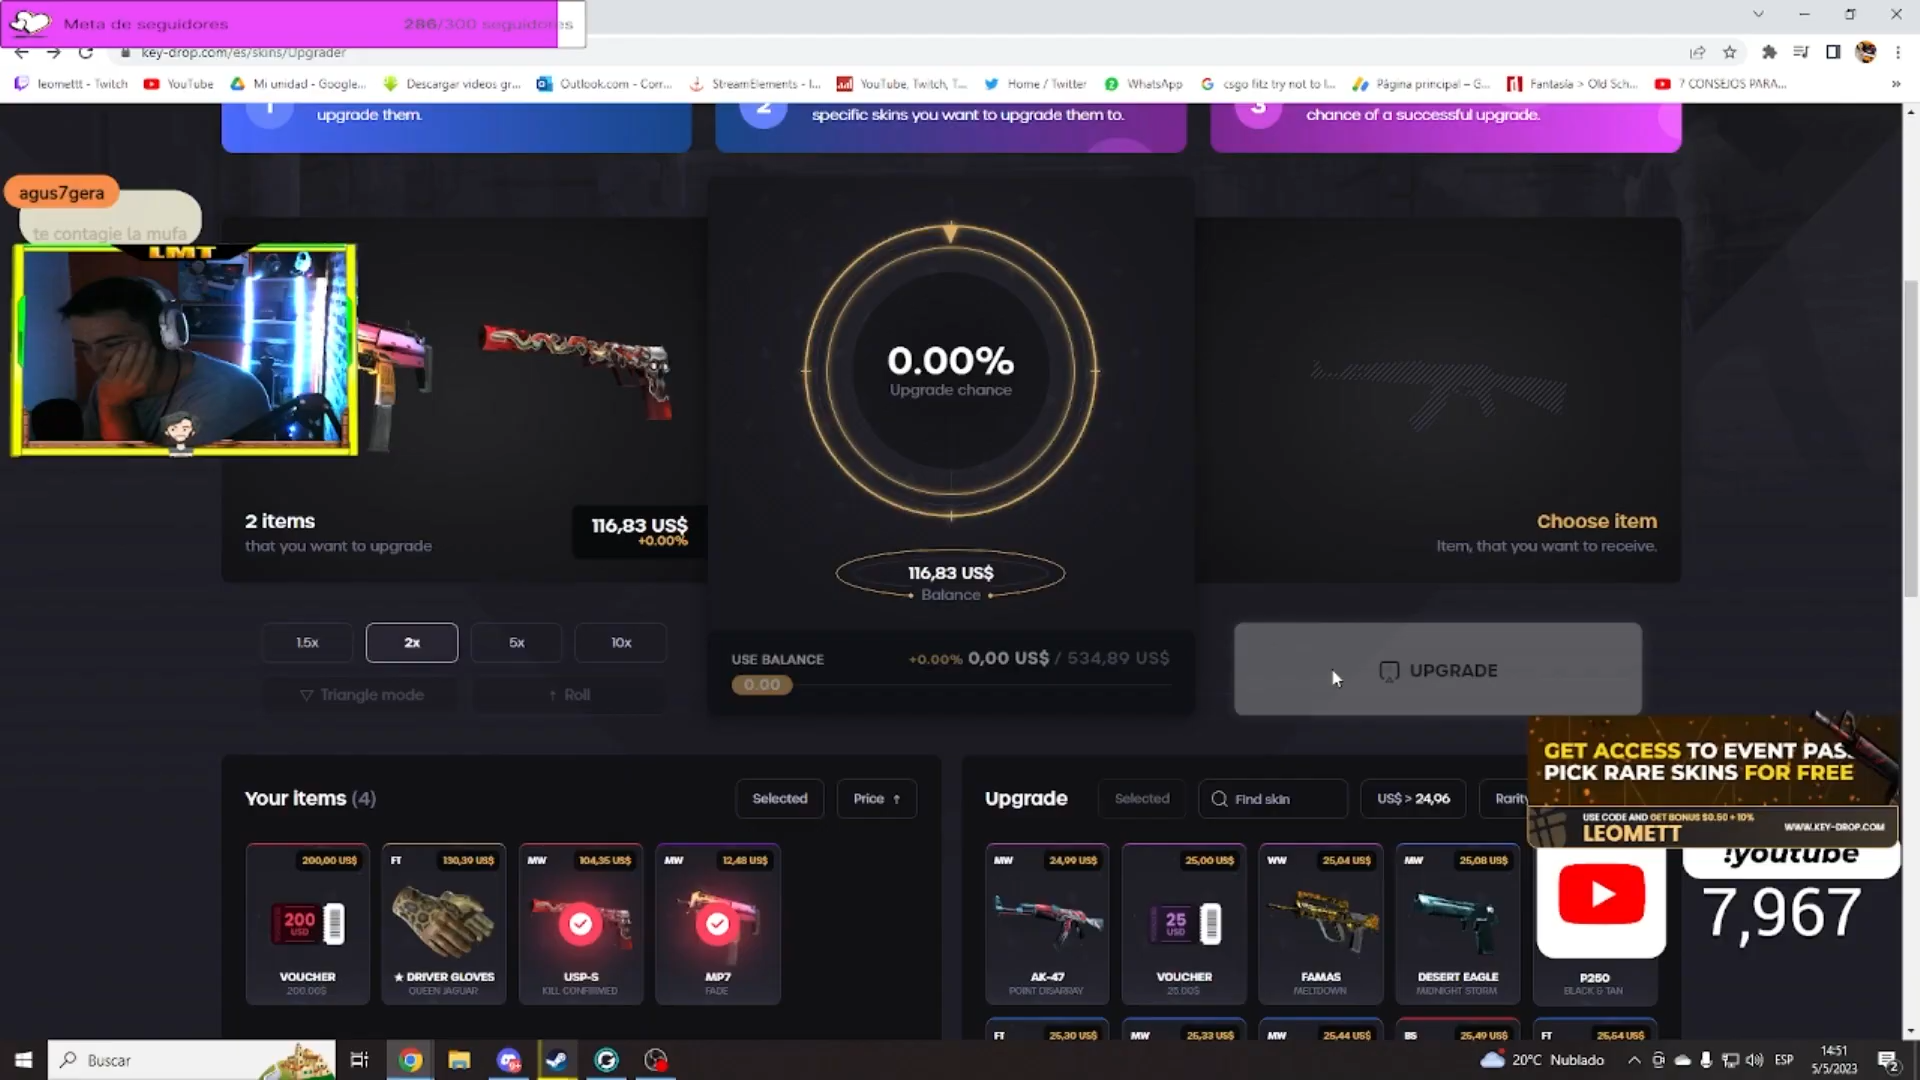 Meta de seguidores 286/300 seguidores
key-drop.com/es/skins/Upgrader
leomettt - Twitch YouTube Mi unidad - Google... Descargar videos gr... Outlook.com - Corr... StreamElements - l... YouTube, Twitch, T... Home / Twitter WhatsApp csgo fitz try not to l... Página principal – G... Fantasía > Old Sch... 7 CONSEJOS PARA... »
1 upgrade them.
2 specific skins you want to upgrade them to.
3 chance of a successful upgrade.
agus7gera
te contagie la mufa
LMT
0.00%
Upgrade chance
2 items
that you want to upgrade
116,83 US$
+0.00%
116,83 US$
Balance
Choose item
Item, that you want to receive.
1.5x 2x 5x 10x
Triangle mode ↑ Roll
USE BALANCE +0.00% 0,00 US$ / 534,89 US$
0.00
UPGRADE
GET ACCESS TO EVENT PAS
PICK RARE SKINS FOR FREE
USE CODE AND GET BONUS $0.50 + 10%
LEOMETT WWW.KEY-DROP.COM
!youtube
7,967
Your items (4) Selected Price ↑
200,00 US$
200 USD
VOUCHER
200.00$
FT 130,39 US$
★ DRIVER GLOVES
QUEEN JAGUAR
MW 104,35 US$
USP-S
KILL CONFIRMED
MW 12,48 US$
MP7
FADE
Upgrade Selected Find skin US$ > 24,96 Rarity
MW 24,99 US$
AK-47
POINT DISARRAY
25,00 US$
25 USD
VOUCHER
25.00$
WW 25,04 US$
FAMAS
MELTDOWN
MW 25,08 US$
DESERT EAGLE
MIDNIGHT STORM
P250
BLACK & TAN
FT 25,30 US$ MW 25,33 US$ MW 25,44 US$ BS 25,49 US$ FT 25,54 US$
Buscar
20°C Nublado ESP
14:51
5/5/2023
2